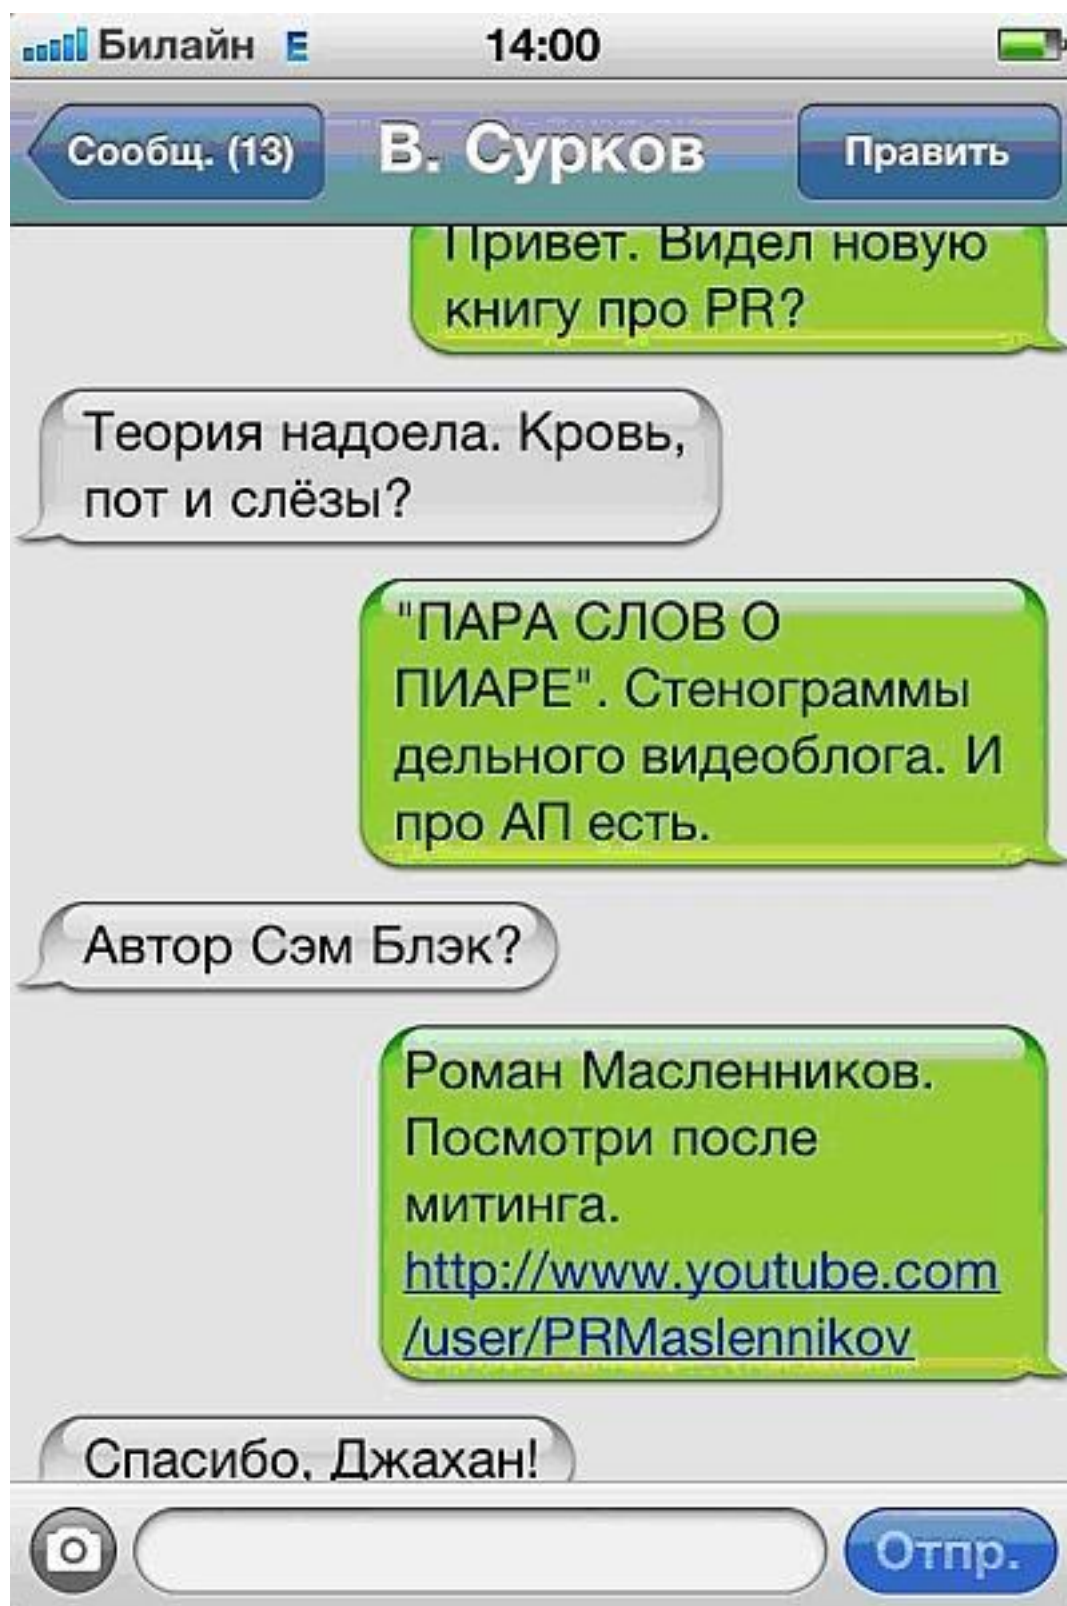 Билайн E 14:00
Сообщ. (13) В. Сурков Править
Привет. Видел новую
книгу про PR?
Теория надоела. Кровь,
пот и слёзы?
"ПАРА СЛОВ О
ПИАРЕ". Стенограммы
дельного видеоблога. И
про АП есть.
Автор Сэм Блэк?
Роман Масленников.
Посмотри после
митинга.
http://www.youtube.com
/user/PRMaslennikov
Спасибо, Джахан!
Отпр.